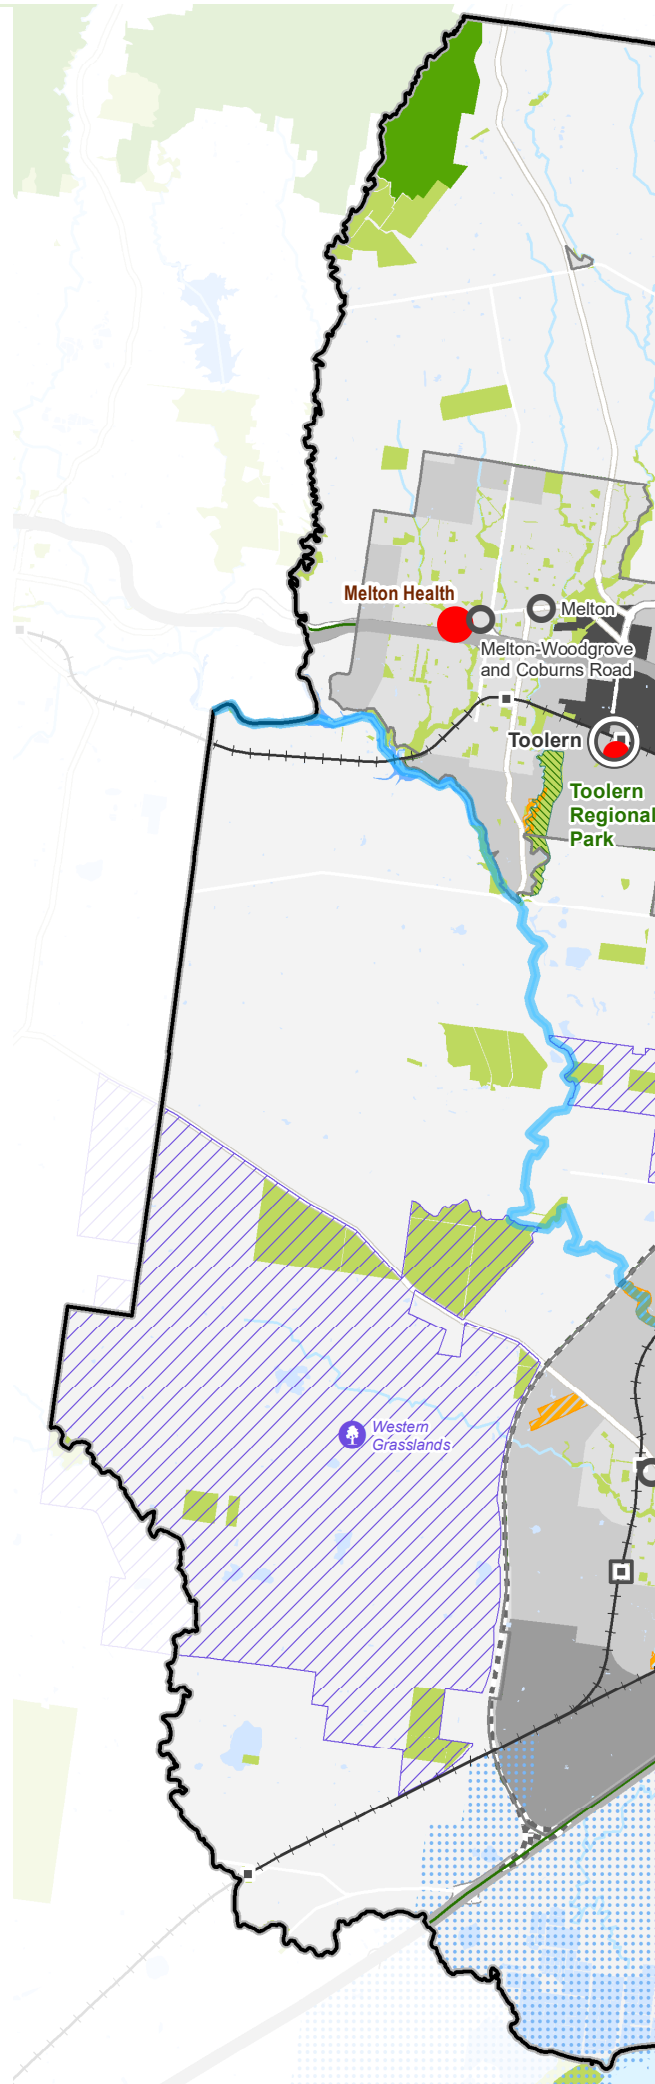 Melton Health
Melton
Melton-Woodgrove
and Coburns Road
Toolern
Toolern
Regional
Park
Western
Grasslands